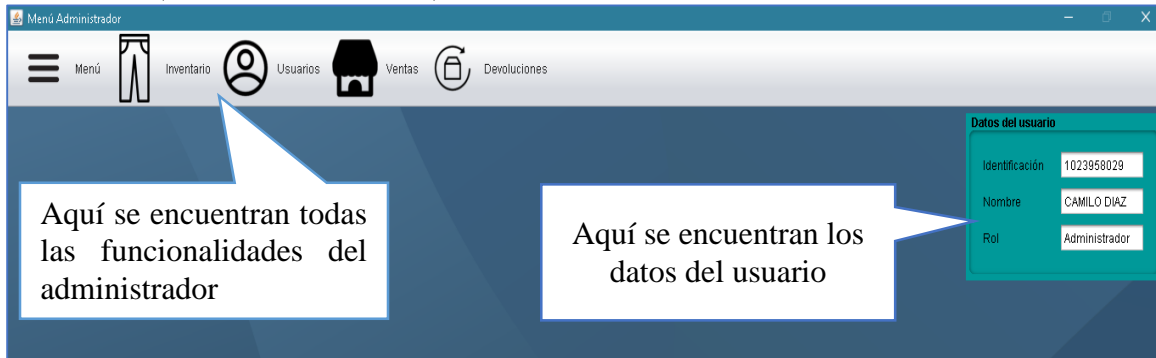 Menú Administrador
Menú Inventario Usuarios Ventas Devoluciones
Datos del usuario
Identificación 1023958029
Nombre CAMILO DIAZ
Rol Administrador
Aquí se encuentran todas
las funcionalidades del
administrador
Aquí se encuentran los
datos del usuario